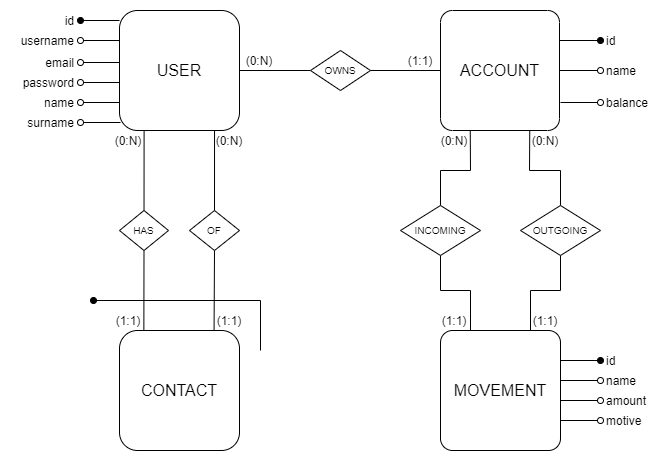 id
username
email
password
name
surname
USER
(0:N)
OWNS
(1:1)
ACCOUNT
id
name
balance
(0:N)
(0:N)
(0:N)
(0:N)
HAS
OF
INCOMING
OUTGOING
(1:1)
(1:1)
(1:1)
(1:1)
CONTACT
MOVEMENT
id
name
amount
motive